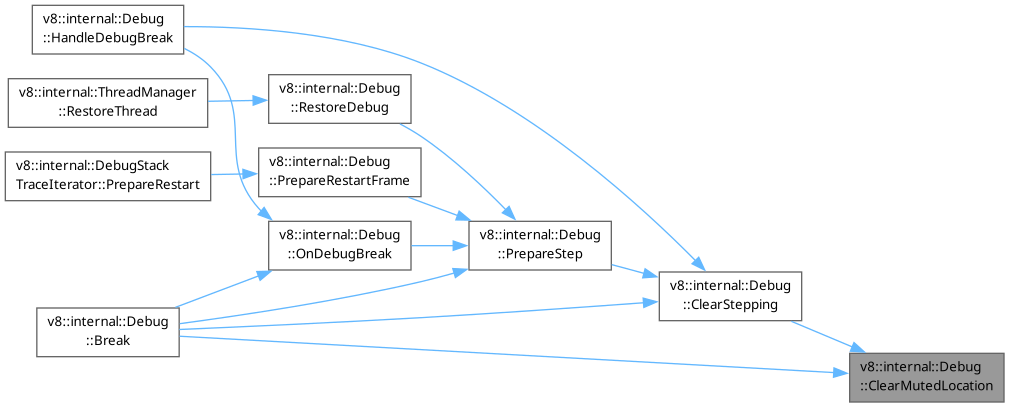 v8::internal::Debug
::HandleDebugBreak
v8::internal::ThreadManager
::RestoreThread
v8::internal::DebugStack
TraceIterator::PrepareRestart
v8::internal::Debug
::Break
v8::internal::Debug
::RestoreDebug
v8::internal::Debug
::PrepareRestartFrame
v8::internal::Debug
::OnDebugBreak
v8::internal::Debug
::PrepareStep
v8::internal::Debug
::ClearStepping
v8::internal::Debug
::ClearMutedLocation